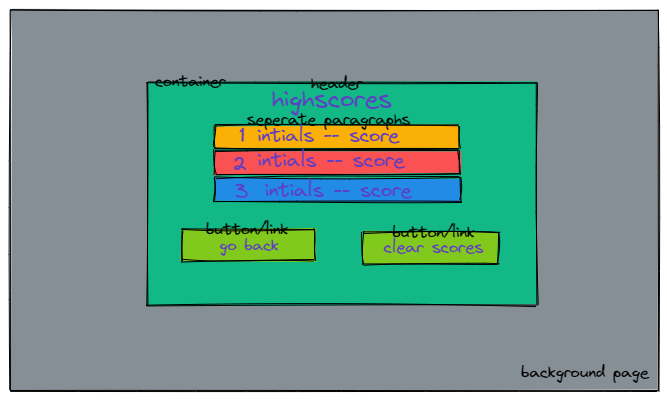 container
header
highscores
seperate paragraphs
1 intials -- score
2 intials -- score
3 intials -- score
button/link
go back
button/link
clear scores
background page